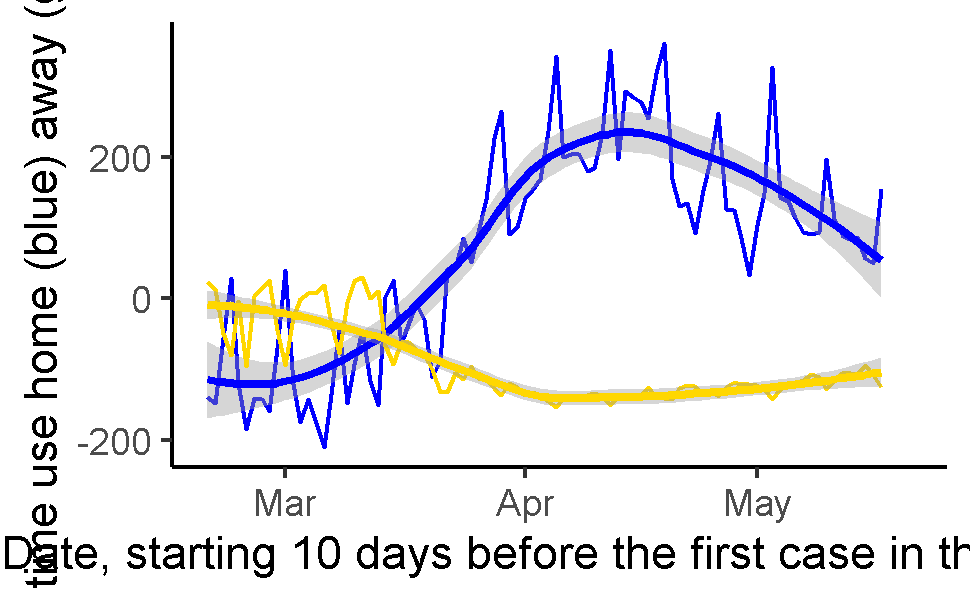 time use home (blue) away (
200
0
-200
Mar Apr May
Date, starting 10 days before the first case in th